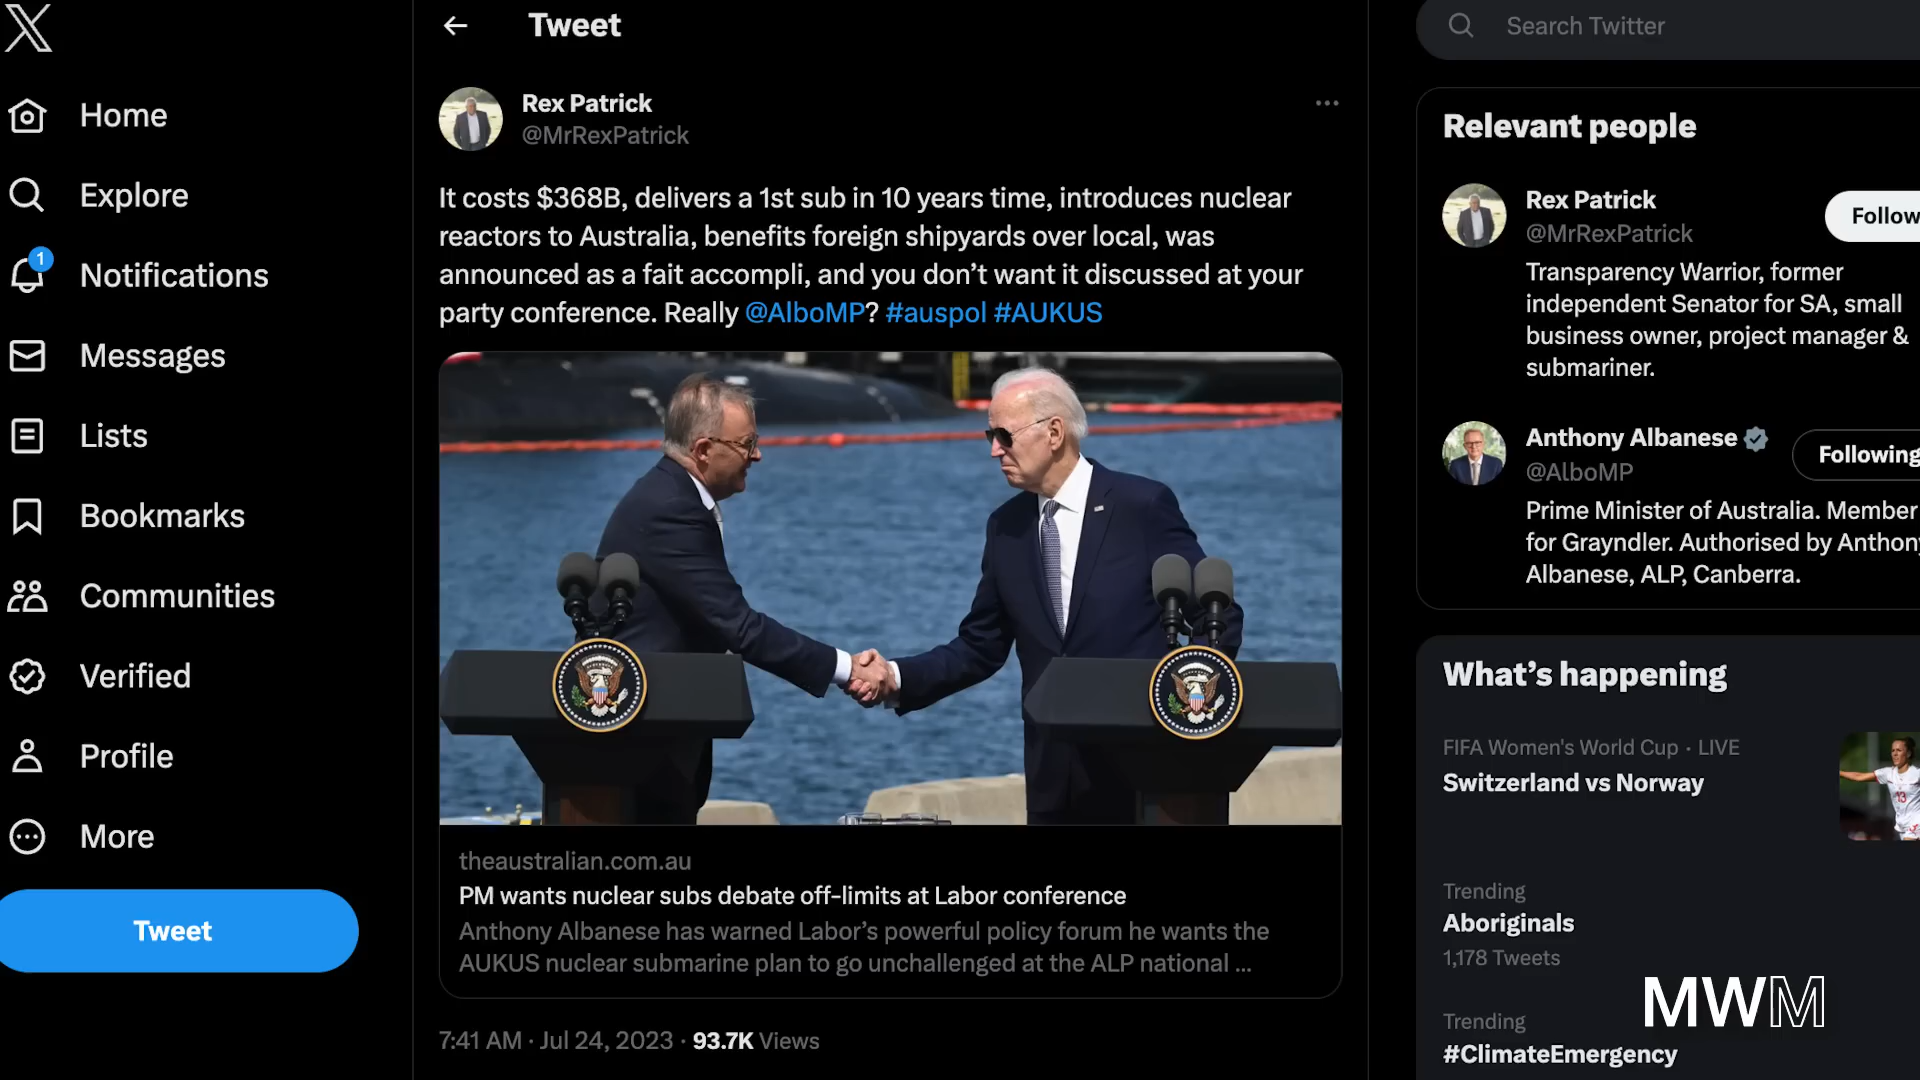 Home
Explore
1
Notifications
Messages
Lists
Bookmarks
Communities
Verified
Profile
More
Tweet
Tweet
Rex Patrick
@MrRexPatrick
It costs $368B, delivers a 1st sub in 10 years time, introduces nuclear
reactors to Australia, benefits foreign shipyards over local, was
announced as a fait accompli, and you don’t want it discussed at your
party conference. Really @AlboMP? #auspol #AUKUS
theaustralian.com.au
PM wants nuclear subs debate off-limits at Labor conference
Anthony Albanese has warned Labor’s powerful policy forum he wants the
AUKUS nuclear submarine plan to go unchallenged at the ALP national ...
7:41 AM · Jul 24, 2023 · 93.7K Views
Search Twitter
Relevant people
Rex Patrick
@MrRexPatrick
Follow
Transparency Warrior, former
independent Senator for SA, small
business owner, project manager &
submariner.
Anthony Albanese
@AlboMP
Following
Prime Minister of Australia. Member
for Grayndler. Authorised by Anthony
Albanese, ALP, Canberra.
What’s happening
FIFA Women's World Cup · LIVE
Switzerland vs Norway
13
Trending
Aboriginals
1,178 Tweets
Trending
#ClimateEmergency
MWM